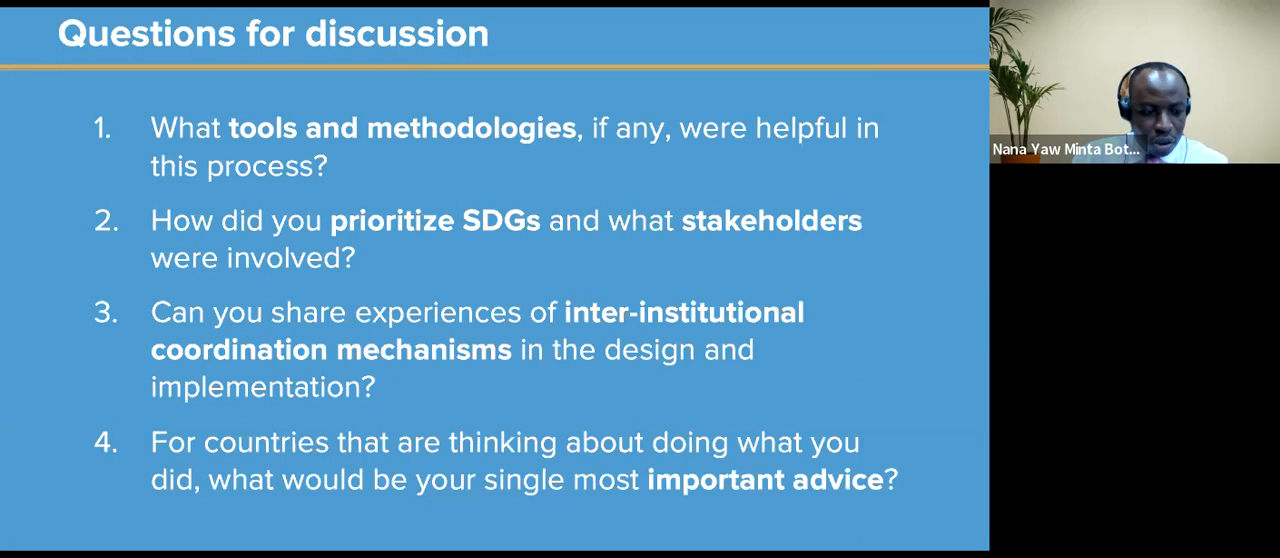 Questions for discussion
1. What tools and methodologies, if any, were helpful in
this process?
2. How did you prioritize SDGs and what stakeholders
were involved?
3. Can you share experiences of inter-institutional
coordination mechanisms in the design and
implementation?
4. For countries that are thinking about doing what you
did, what would be your single most important advice?
Nana Yaw Minta Bot...